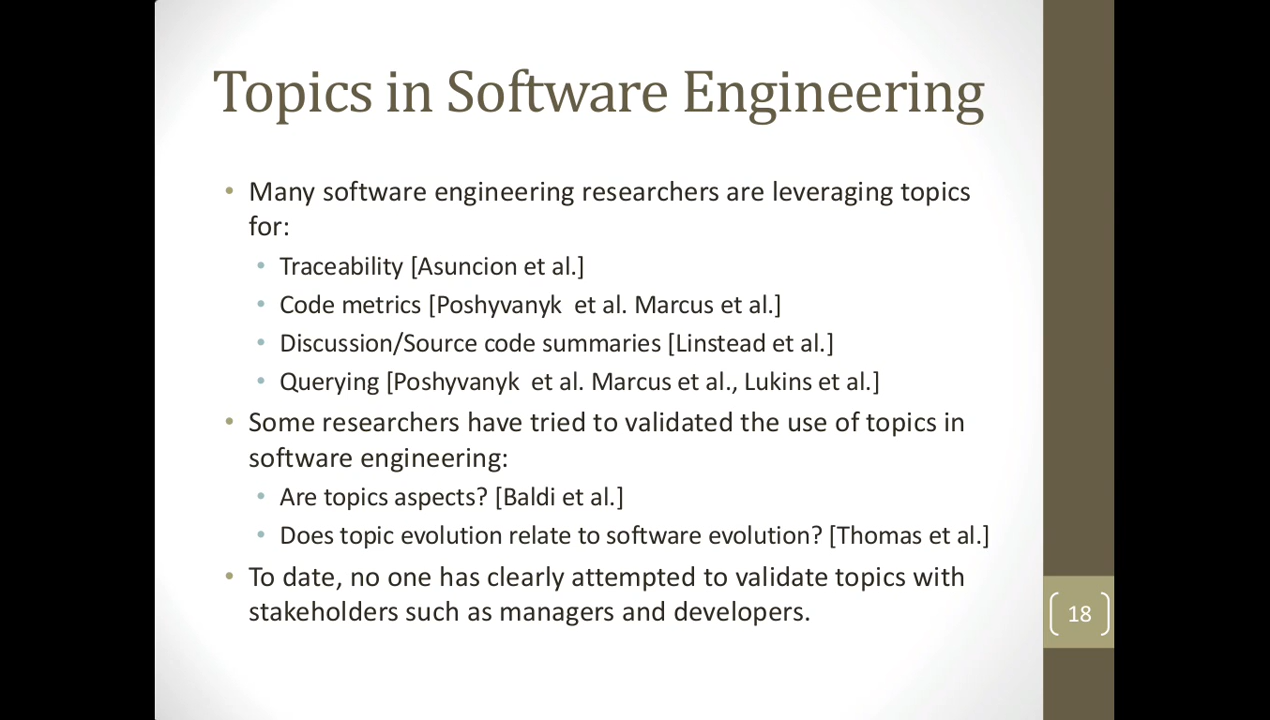 Topics in Software Engineering
• Many software engineering researchers are leveraging topics
for:
• Traceability [Asuncion et al.]
• Code metrics [Poshyvanyk  et al. Marcus et al.]
• Discussion/Source code summaries [Linstead et al.]
• Querying [Poshyvanyk  et al. Marcus et al., Lukins et al.]
• Some researchers have tried to validated the use of topics in
software engineering:
• Are topics aspects? [Baldi et al.]
• Does topic evolution relate to software evolution? [Thomas et al.]
• To date, no one has clearly attempted to validate topics with
stakeholders such as managers and developers.
18